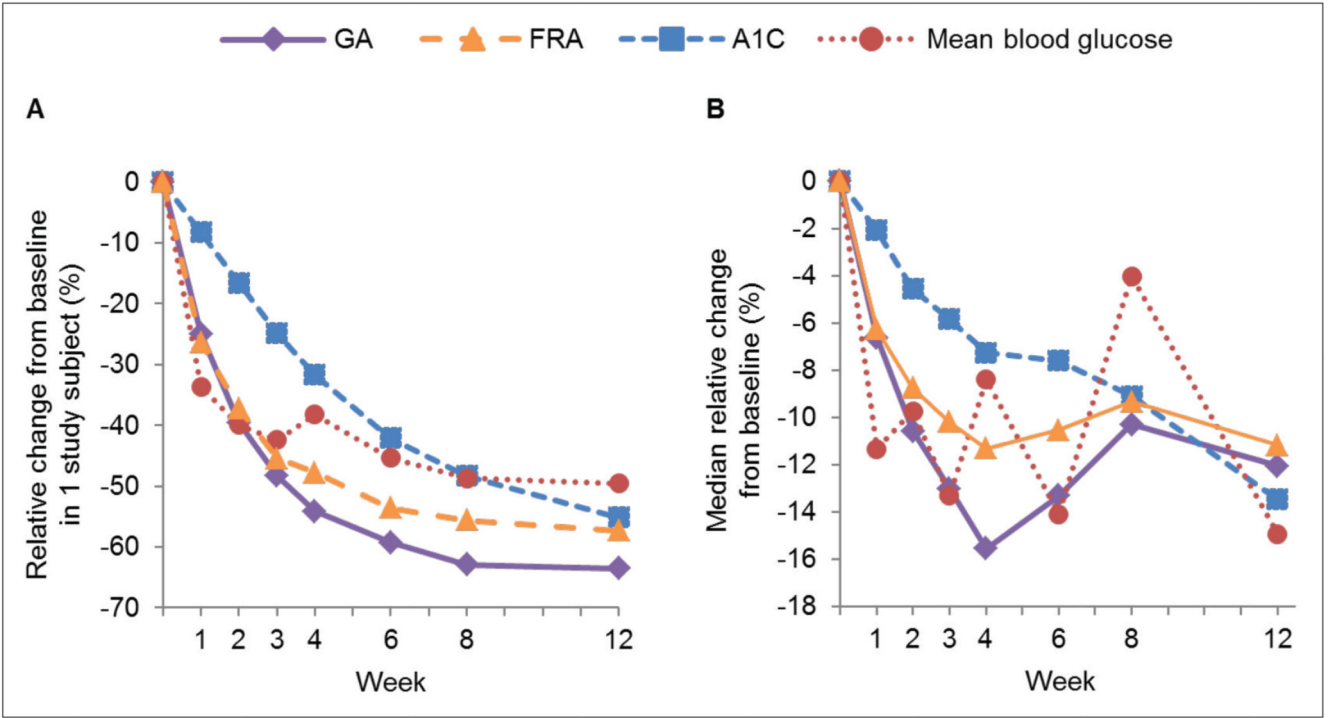 GA FRA A1C Mean blood glucose
A
Relative change from baseline
in 1 study subject (%)
0
-10
-20
-30
-40
-50
-60
-70
1 2 3 4 6 8 12
Week
B
Median relative change
from baseline (%)
0
-2
-4
-6
-8
-10
-12
-14
-16
-18
1 2 3 4 6 8 12
Week